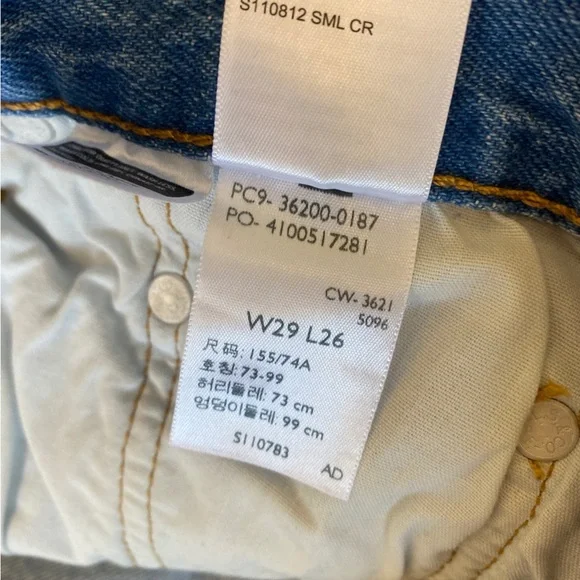 S110812 SML CR
PC9- 36200-0187
PO- 4100517281
CW- 3621
5096
W29 L26
尺码: 155/74A
호칭: 73-99
허리둘레: 73 cm
엉덩이둘레: 99 cm
S110783
AD